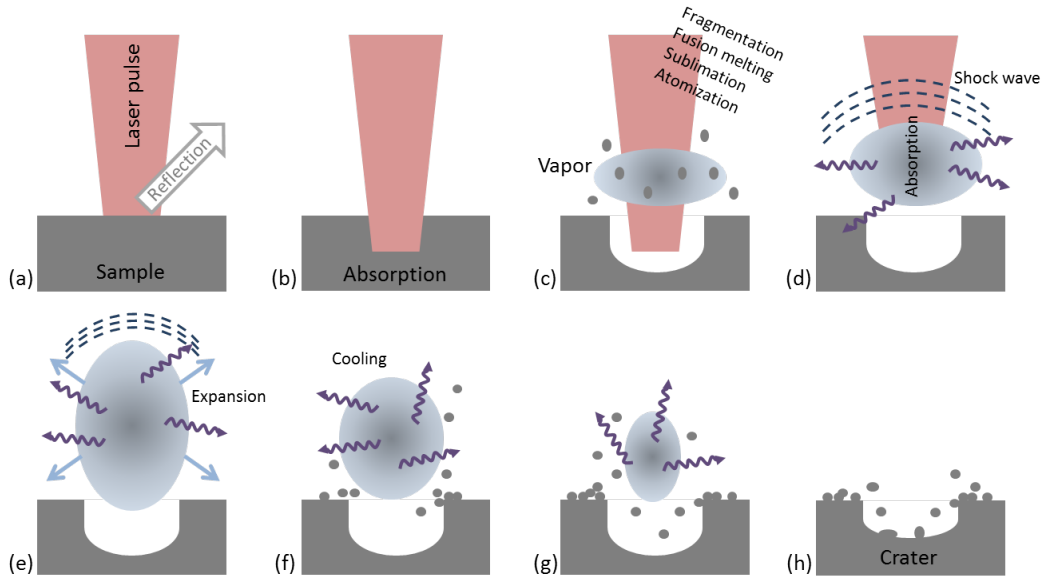 Laser pulse
Reflection
Sample
(a)
Absorption
(b)
Fragmentation
Fusion melting
Sublimation
Atomization
Vapor
(c)
Shock wave
Absorption
(d)
Expansion
(e)
Cooling
(f)
(g)
Crater
(h)